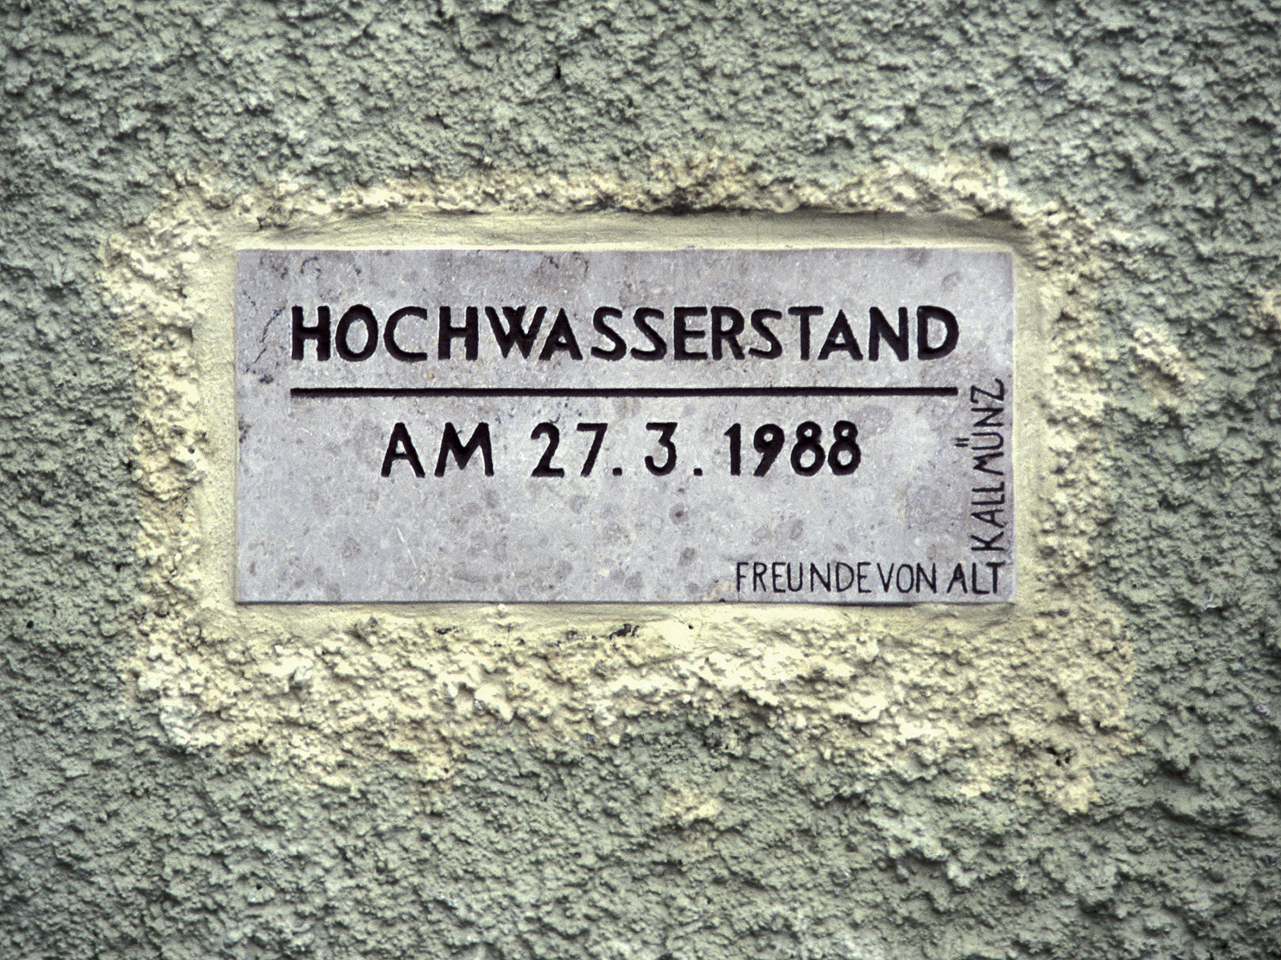 HOCHWASSERSTAND
AM 27.3.1988
FREUNDE VON ALT
KALLMÜNZ